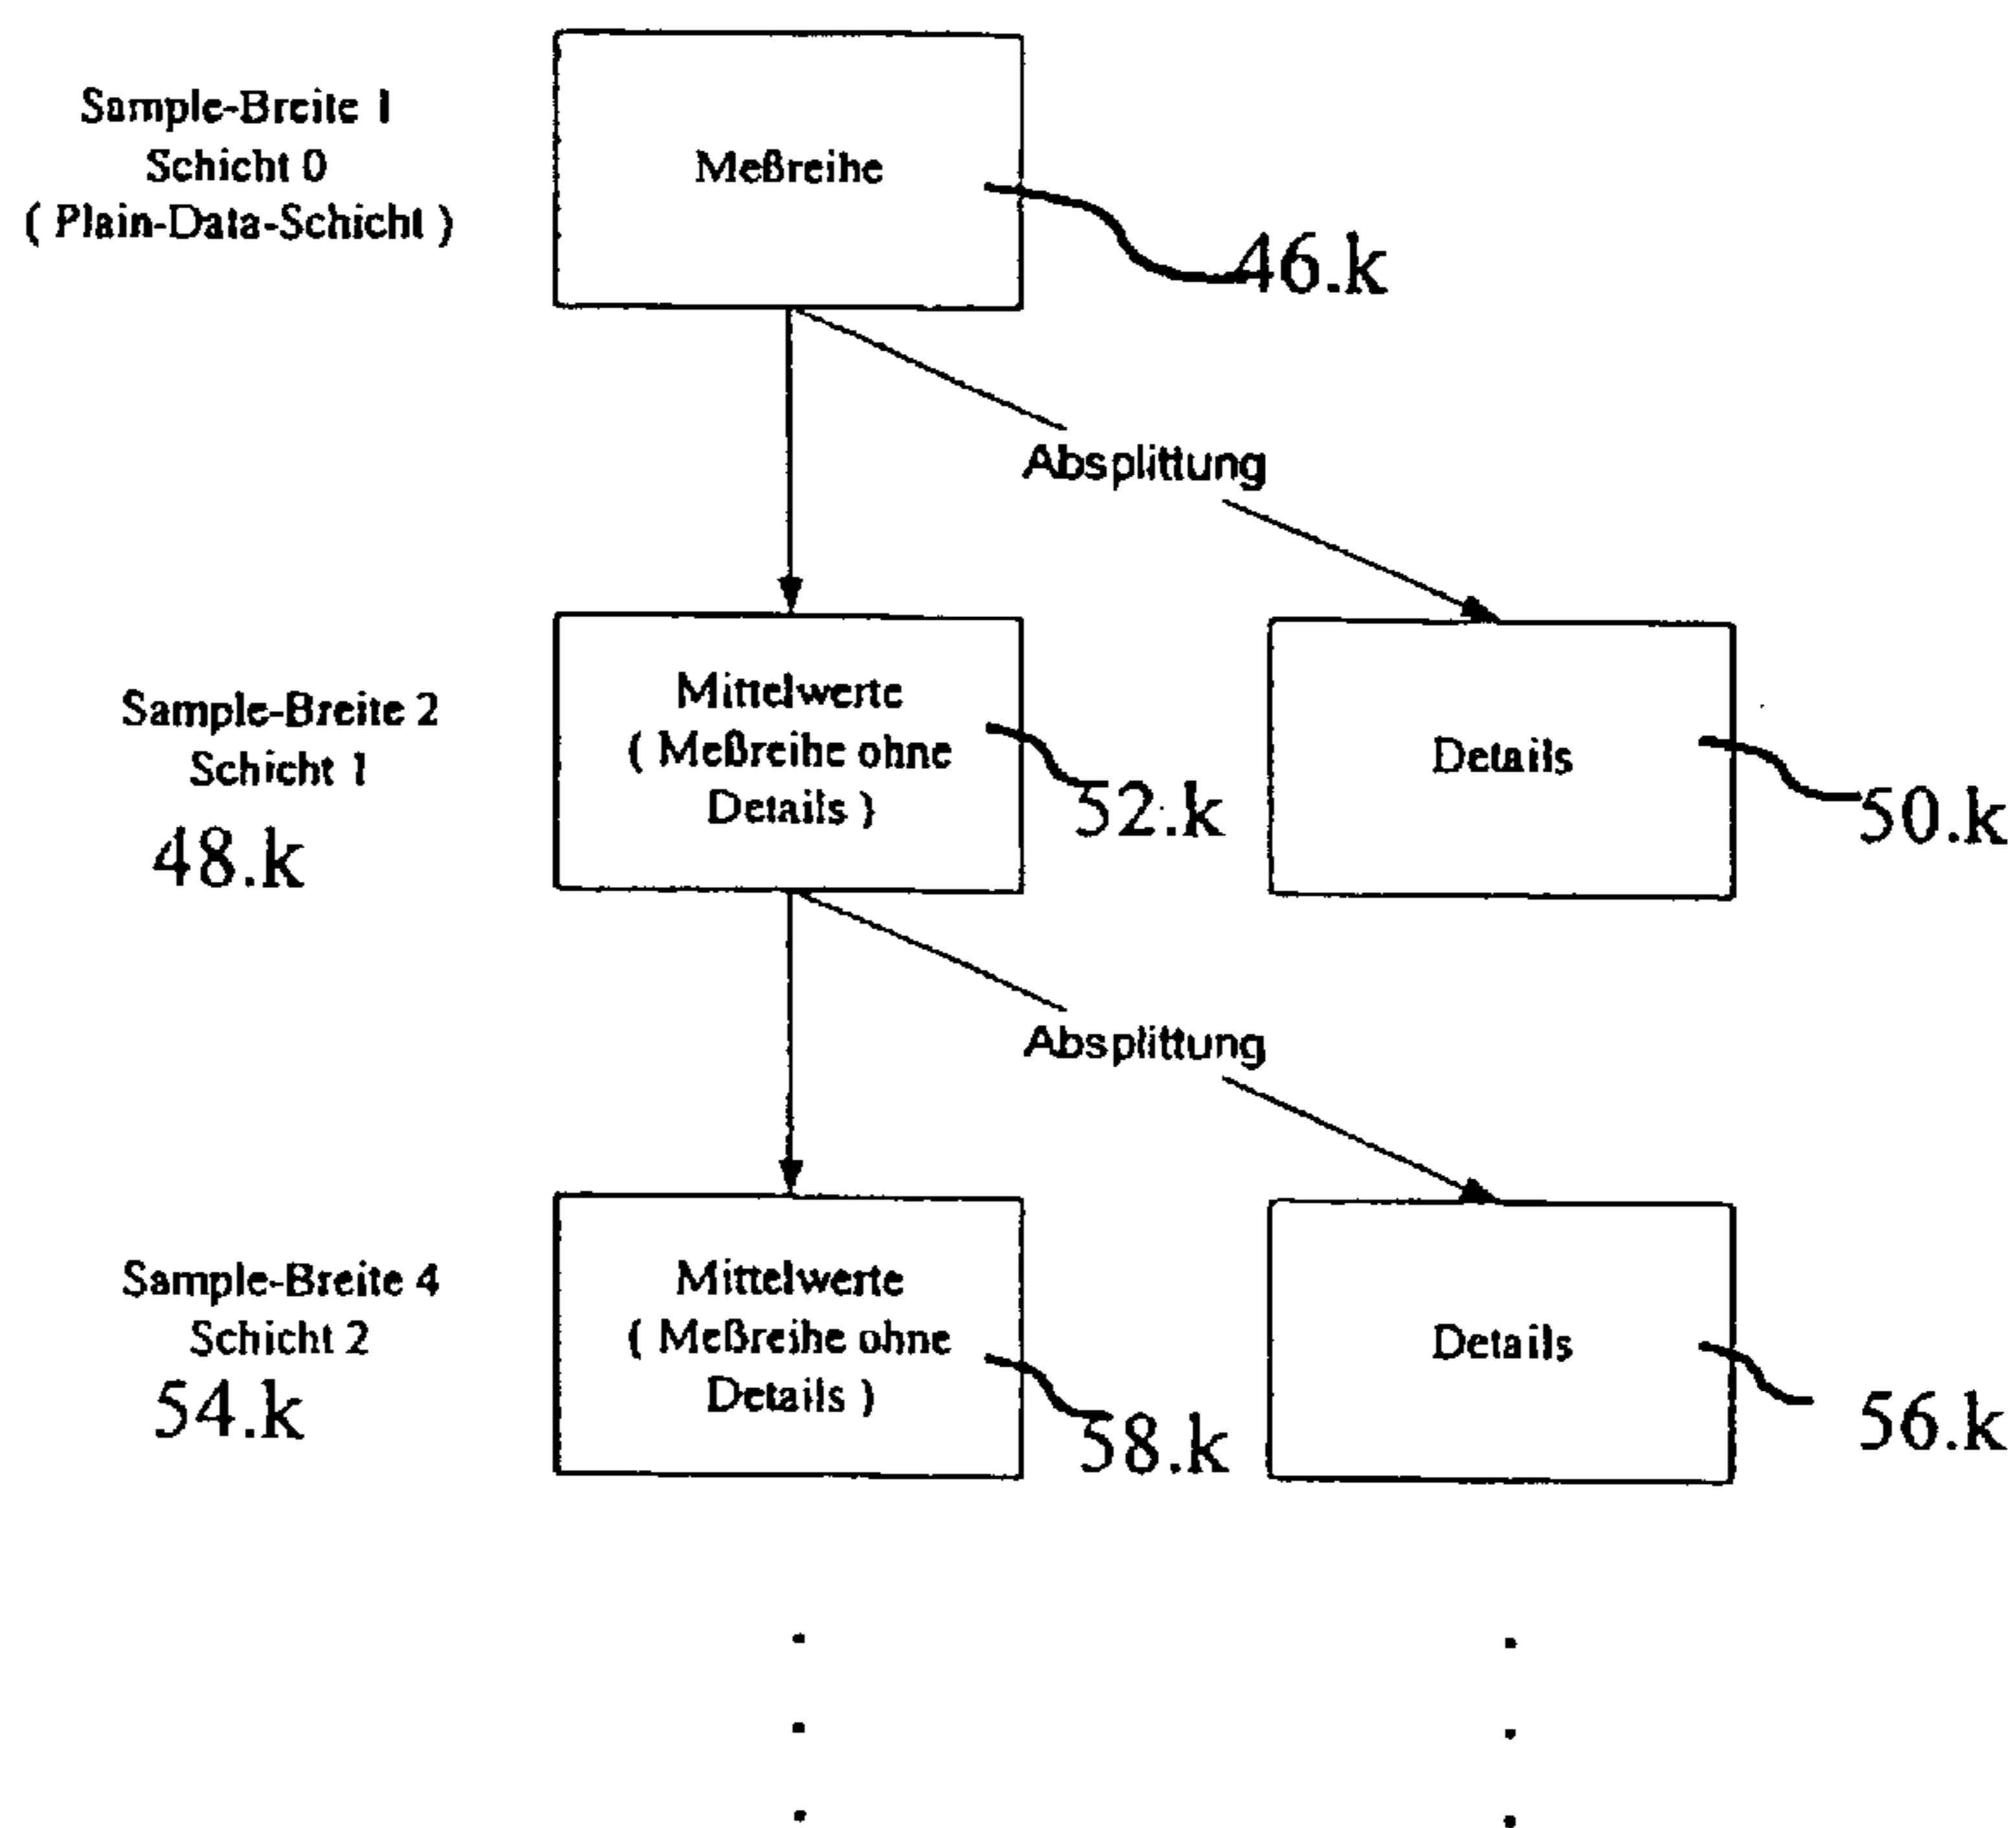 Sample-Breite 1
Schicht 0
( Plain-Data-Schicht )
Meßreihe
46.k
Absplittung
Sample-Breite 2
Schicht 1
48.k
Mittelwerte
( Meßreihe ohne
Details )
52.k
Details
50.k
Absplittung
Sample-Breite 4
Schicht 2
54.k
Mittelwerte
( Meßreihe ohne
Details )
58.k
Details
56.k